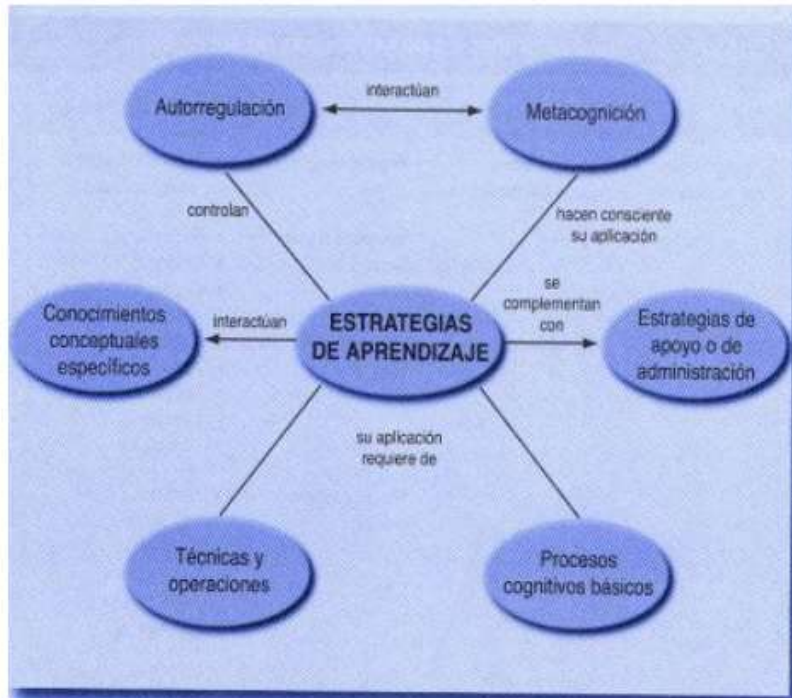 interactúan
Autorregulación
Metacognición
controlan
hacen consciente
su aplicación
se
complementan
con
Conocimientos
conceptuales
específicos
interactúan
ESTRATEGIAS
DE APRENDIZAJE
Estrategias de
apoyo o de
administración
su aplicación
requiere de
Técnicas y
operaciones
Procesos
cognitivos básicos